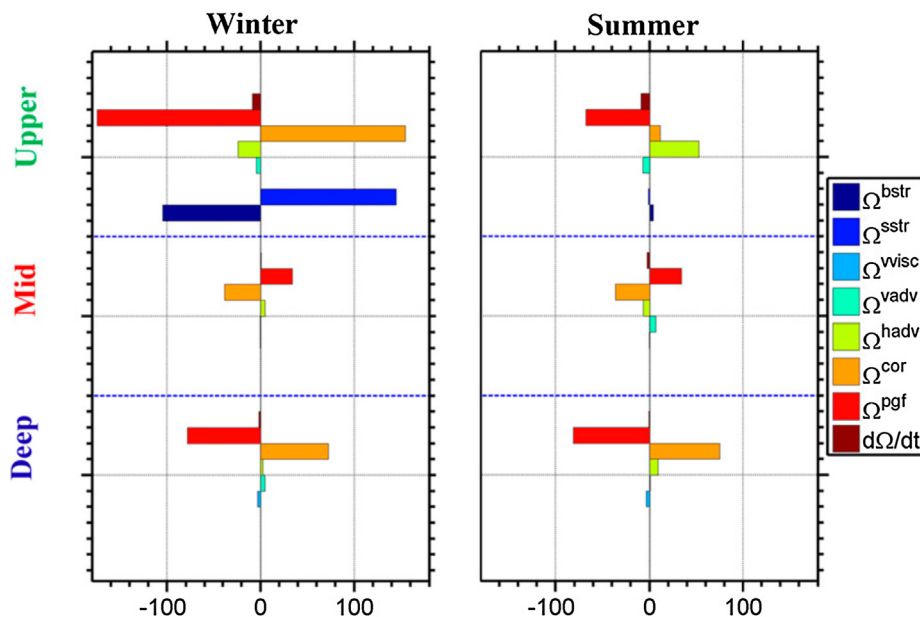 Winter
Summer
Upper
Mid
Deep
-100 0 100
-100 0 100
Ω^bstr
Ω^sstr
Ω^vvisc
Ω^vadv
Ω^hadv
Ω^cor
Ω^pgf
dΩ/dt